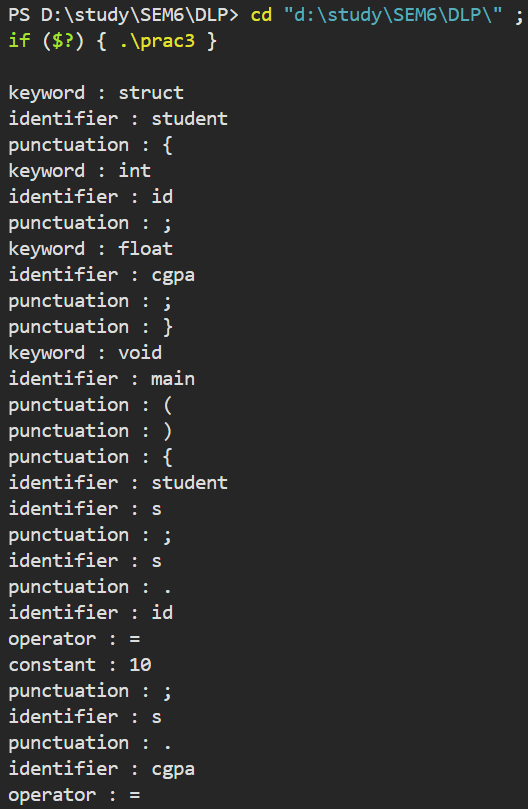 PS D:\study\SEM6\DLP> cd "d:\study\SEM6\DLP\" ;
if ($?) { .\prac3 }
keyword : struct
identifier : student
punctuation : {
keyword : int
identifier : id
punctuation : ;
keyword : float
identifier : cgpa
punctuation : ;
punctuation : }
keyword : void
identifier : main
punctuation : (
punctuation : )
punctuation : {
identifier : student
identifier : s
punctuation : ;
identifier : s
punctuation : .
identifier : id
operator : =
constant : 10
punctuation : ;
identifier : s
punctuation : .
identifier : cgpa
operator : =